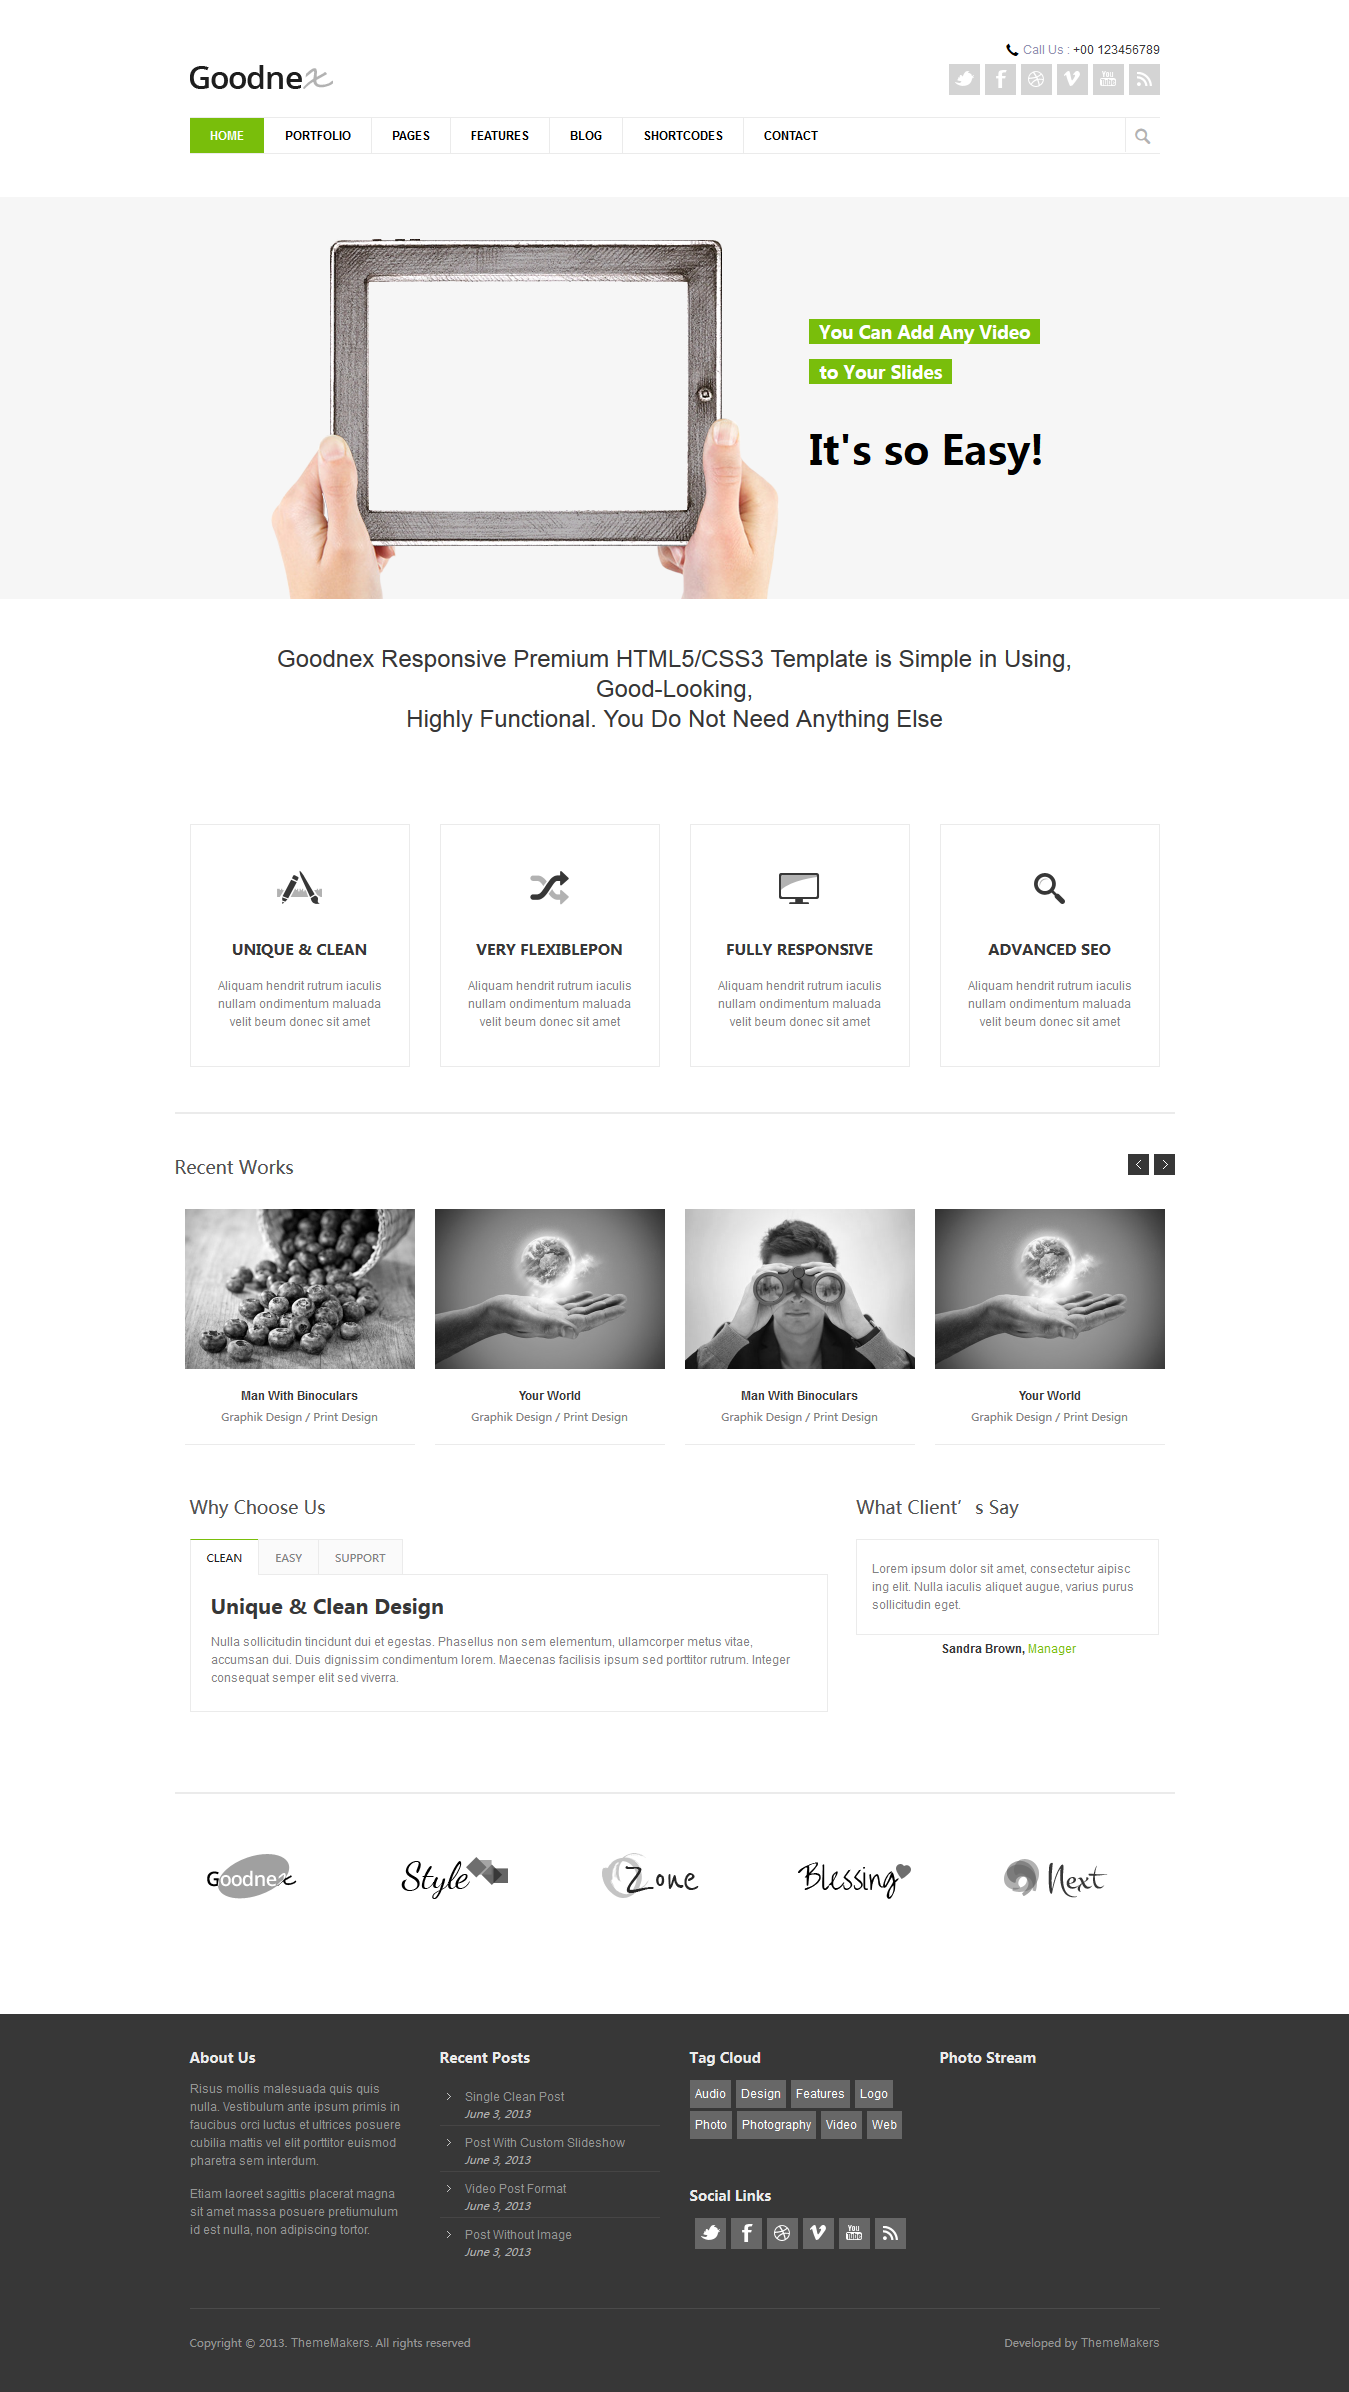 Call Us : +00 123456789
Goodnex
HOME PORTFOLIO PAGES FEATURES BLOG SHORTCODES CONTACT
You Can Add Any Video
to Your Slides
It's so Easy!
Goodnex Responsive Premium HTML5/CSS3 Template is Simple in Using,
Good-Looking,
Highly Functional. You Do Not Need Anything Else
UNIQUE & CLEAN
Aliquam hendrit rutrum iaculis
nullam ondimentum maluada
velit beum donec sit amet
VERY FLEXIBLEPON
Aliquam hendrit rutrum iaculis
nullam ondimentum maluada
velit beum donec sit amet
FULLY RESPONSIVE
Aliquam hendrit rutrum iaculis
nullam ondimentum maluada
velit beum donec sit amet
ADVANCED SEO
Aliquam hendrit rutrum iaculis
nullam ondimentum maluada
velit beum donec sit amet
Recent Works
Man With Binoculars
Graphik Design / Print Design
Your World
Graphik Design / Print Design
Man With Binoculars
Graphik Design / Print Design
Your World
Graphik Design / Print Design
Why Choose Us
CLEAN EASY SUPPORT
Unique & Clean Design
Nulla sollicitudin tincidunt dui et egestas. Phasellus non sem elementum, ullamcorper metus vitae,
accumsan dui. Duis dignissim condimentum lorem. Maecenas facilisis ipsum sed porttitor rutrum. Integer
consequat semper elit sed viverra.
What Client’s Say
Lorem ipsum dolor sit amet, consectetur aipisc
ing elit. Nulla iaculis aliquet augue, varius purus
sollicitudin eget.
Sandra Brown, Manager
Goodnex
Style
Zone
Blessing
Next
About Us
Risus mollis malesuada quis quis
nulla. Vestibulum ante ipsum primis in
faucibus orci luctus et ultrices posuere
cubilia mattis vel elit porttitor euismod
pharetra sem interdum.
Etiam laoreet sagittis placerat magna
sit amet massa posuere pretiumulum
id est nulla, non adipiscing tortor.
Recent Posts
Single Clean Post
June 3, 2013
Post With Custom Slideshow
June 3, 2013
Video Post Format
June 3, 2013
Post Without Image
June 3, 2013
Tag Cloud
Audio Design Features Logo
Photo Photography Video Web
Social Links
You Tube
Photo Stream
Copyright © 2013. ThemeMakers. All rights reserved
Developed by ThemeMakers